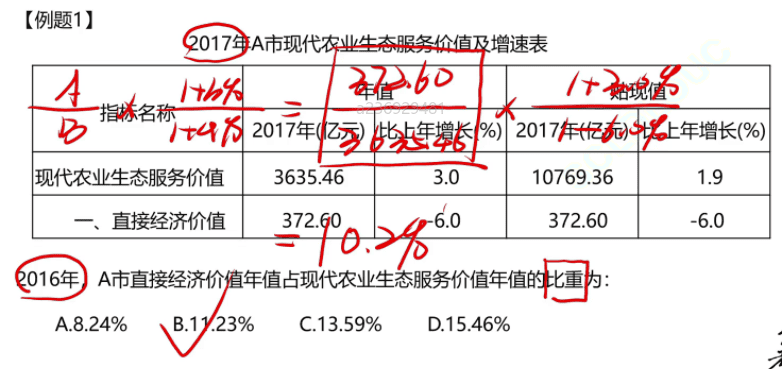 【例题1】
2017年A市现代农业生态服务价值及增速表
指标名称 年值 贴现值
2017年(亿元) 比上年增长(%) 2017年(亿元) 比上年增长(%)
现代农业生态服务价值 3635.46 3.0 10769.36 1.9
一、直接经济价值 372.60 -6.0 372.60 -6.0
A/B * 1+b%/1+a% = 372.60/3635.46 * 1+3.0%/1-6.0%
= 10.2%
2016年，A市直接经济价值年值占现代农业生态服务价值年值的比重为：
A.8.24% B.11.23% C.13.59% D.15.46%